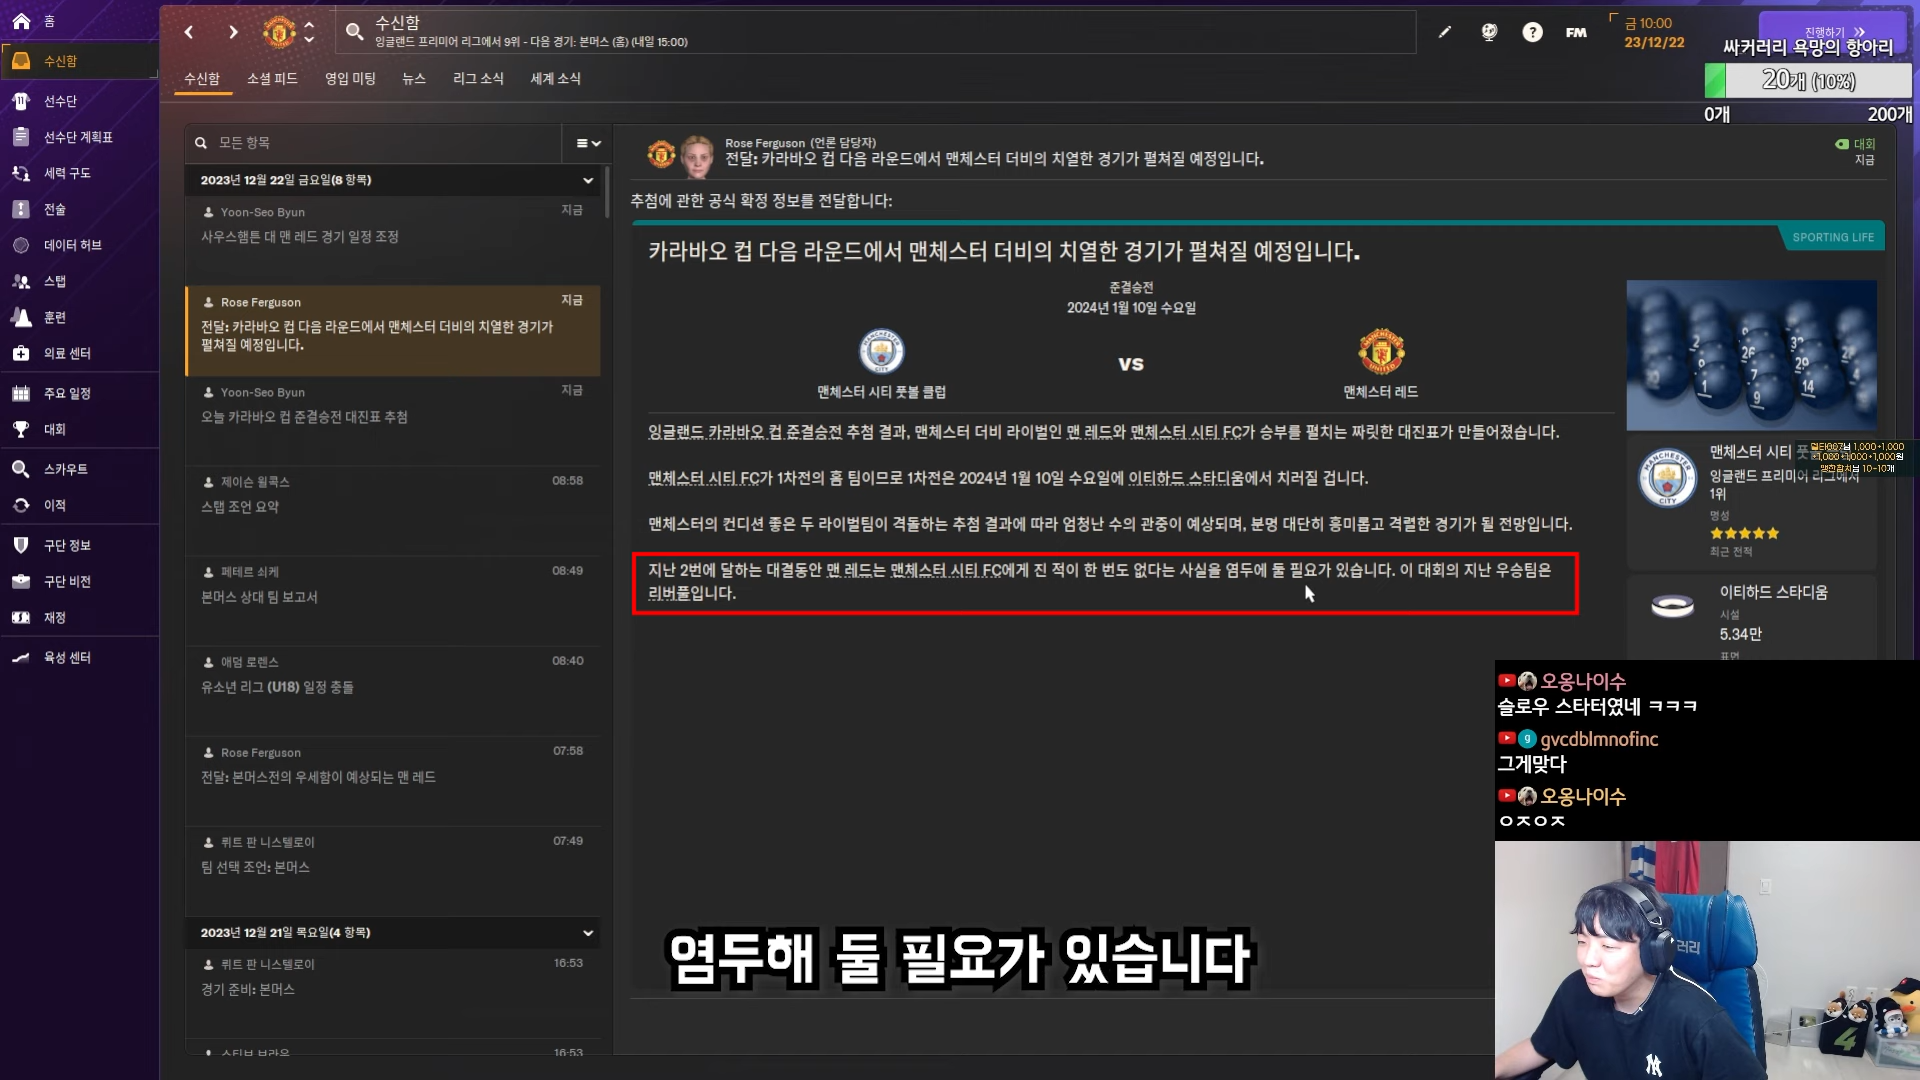 홈
수신함
선수단
선수단 계획표
세력 구도
전술
데이터 허브
스탭
훈련
의료 센터
주요 일정
대회
스카우트
이적
구단 정보
구단 비전
재정
육성 센터
수신함
잉글랜드 프리미어 리그에서 9위 - 다음 경기: 본머스 (홈) (내일 15:00)
FM
금 10:00
23/12/22
진행하기
싸커러리 욕망의 항아리
20개 (10%)
0개 200개
수신함 소셜 피드 영입 미팅 뉴스 리그 소식 세계 소식
모든 항목
2023년 12월 22일 금요일(8 항목)
Yoon-Seo Byun 지금
사우스햄튼 대 맨 레드 경기 일정 조정
Rose Ferguson 지금
전달: 카라바오 컵 다음 라운드에서 맨체스터 더비의 치열한 경기가
펼쳐질 예정입니다.
Yoon-Seo Byun 지금
오늘 카라바오 컵 준결승전 대진표 추첨
제이슨 윌콕스 08:58
스탭 조언 요약
페테르 쇠케 08:49
본머스 상대 팀 보고서
애덤 로렌스 08:40
유소년 리그 (U18) 일정 충돌
Rose Ferguson 07:58
전달: 본머스전의 우세함이 예상되는 맨 레드
뤼트 판 니스텔로이 07:49
팀 선택 조언: 본머스
2023년 12월 21일 목요일(4 항목)
뤼트 판 니스텔로이 16:53
경기 준비: 본머스
16:53
Rose Ferguson (언론 담당자)
전달: 카라바오 컵 다음 라운드에서 맨체스터 더비의 치열한 경기가 펼쳐질 예정입니다.
대회
지금
추첨에 관한 공식 확정 정보를 전달합니다:
SPORTING LIFE
카라바오 컵 다음 라운드에서 맨체스터 더비의 치열한 경기가 펼쳐질 예정입니다.
준결승전
2024년 1월 10일 수요일
vs
맨체스터 시티 풋볼 클럽 맨체스터 레드
잉글랜드 카라바오 컵 준결승전 추첨 결과, 맨체스터 더비 라이벌인 맨 레드와 맨체스터 시티 FC가 승부를 펼치는 짜릿한 대진표가 만들어졌습니다.
맨체스터 시티 FC가 1차전의 홈 팀이므로 1차전은 2024년 1월 10일 수요일에 이티하드 스타디움에서 치러질 겁니다.
맨체스터의 컨디션 좋은 두 라이벌팀이 격돌하는 추첨 결과에 따라 엄청난 수의 관중이 예상되며, 분명 대단히 흥미롭고 격렬한 경기가 될 전망입니다.
지난 2번에 달하는 대결동안 맨 레드는 맨체스터 시티 FC에게 진 적이 한 번도 없다는 사실을 염두에 둘 필요가 있습니다. 이 대회의 지난 우승팀은
리버풀입니다.
맨체스터 시티
잉글랜드 프리미어 리그에서
1위
명성
최근 전적
이티하드 스타디움
시설
5.34만
표면
오옹나이수
슬로우 스타터였네 ㅋㅋㅋ
gvcdblmnofinc
그게맞다
오옹나이수
ㅇㅈㅇㅈ
염두해 둘 필요가 있습니다
러리
4